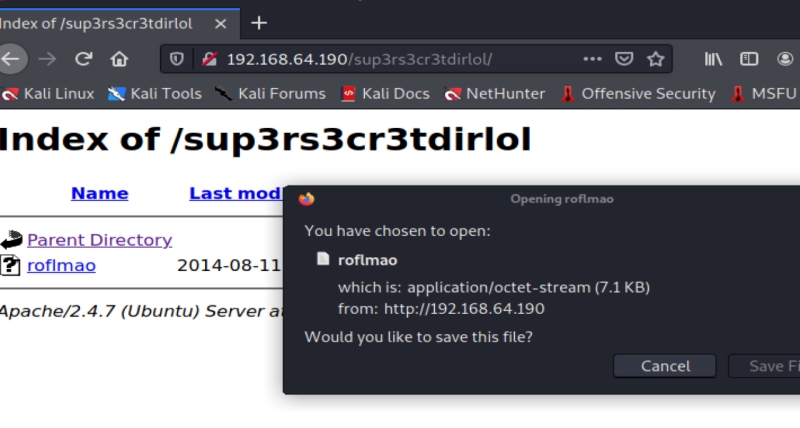 Index of /sup3rs3cr3tdirlol
192.168.64.190/sup3rs3cr3tdirlol/
Kali Linux Kali Tools Kali Forums Kali Docs NetHunter Offensive Security MSFU
Index of /sup3rs3cr3tdirlol
Name Last mod
Opening roflmao
You have chosen to open:
roflmao
which is: application/octet-stream (7.1 KB)
from: http://192.168.64.190
Would you like to save this file?
Cancel Save Fi
Parent Directory
roflmao 2014-08-11
Apache/2.4.7 (Ubuntu) Server at